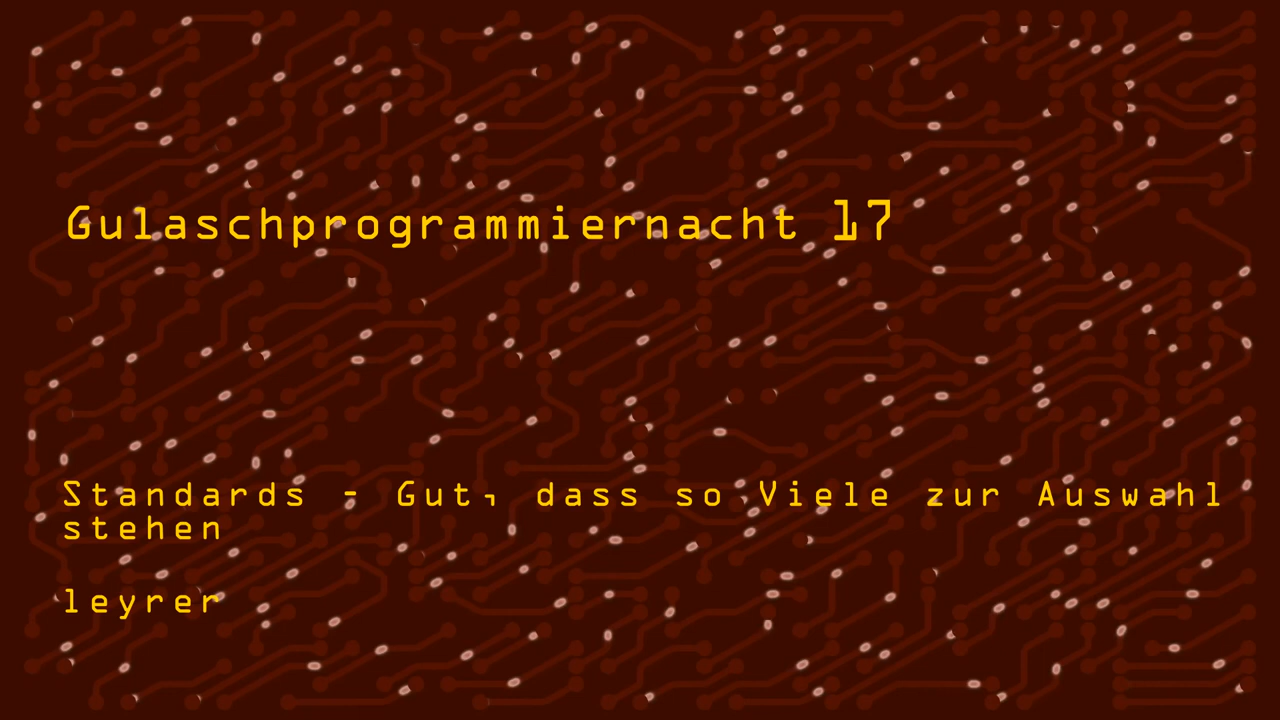 Gulaschprogrammiernacht 17
Standards - Gut, dass so Viele zur Auswahl
stehen
leyrer